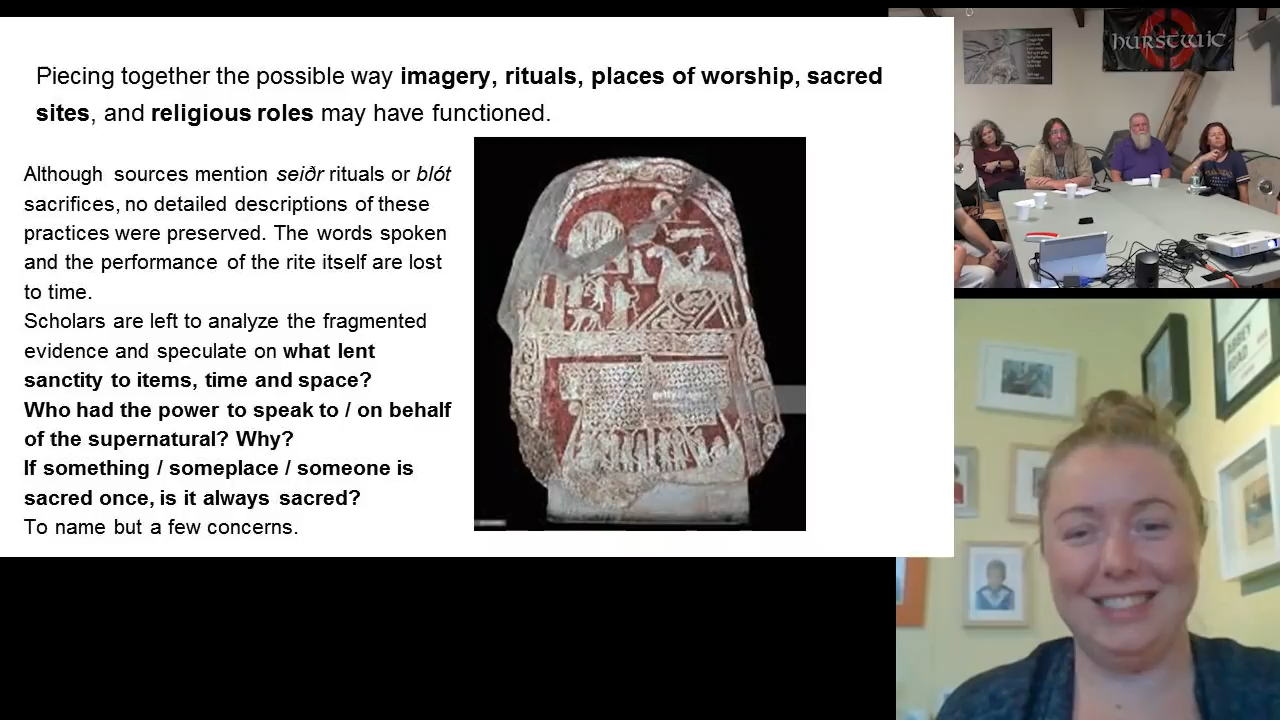 Piecing together the possible way imagery, rituals, places of worship, sacred
sites, and religious roles may have functioned.
Although sources mention seiðr rituals or blót
sacrifices, no detailed descriptions of these
practices were preserved. The words spoken
and the performance of the rite itself are lost
to time.
Scholars are left to analyze the fragmented
evidence and speculate on what lent
sanctity to items, time and space?
Who had the power to speak to / on behalf
of the supernatural? Why?
If something / someplace / someone is
sacred once, is it always sacred?
To name but a few concerns.
gettyimages
HURSTWIC
ABBEY
ROAD